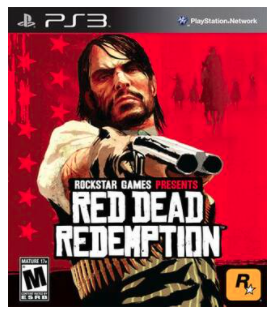 PS3
PlayStation Network
ROCKSTAR GAMES PRESENTS
RED DEAD
REDEMPTION
MATURE 17+
M
ESRB
R